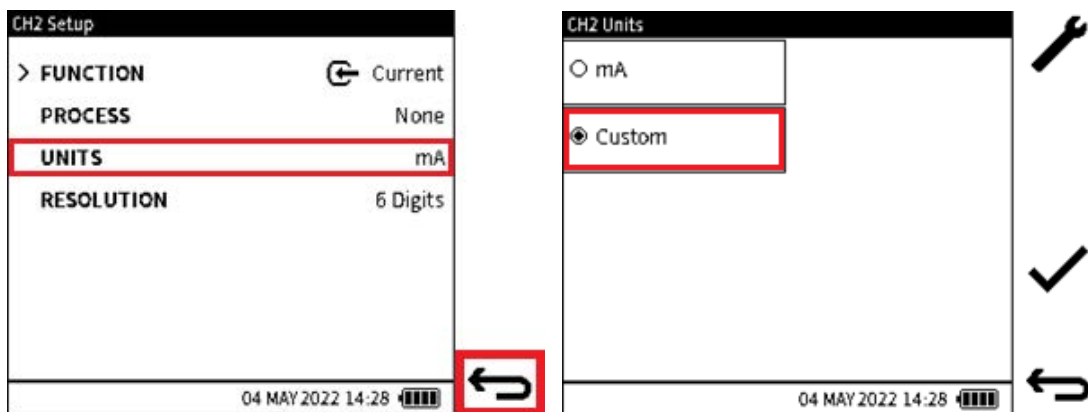 CH2 Setup
> FUNCTION Current
PROCESS None
UNITS mA
RESOLUTION 6 Digits
04 MAY 2022 14:28
CH2 Units
mA
Custom
04 MAY 2022 14:28